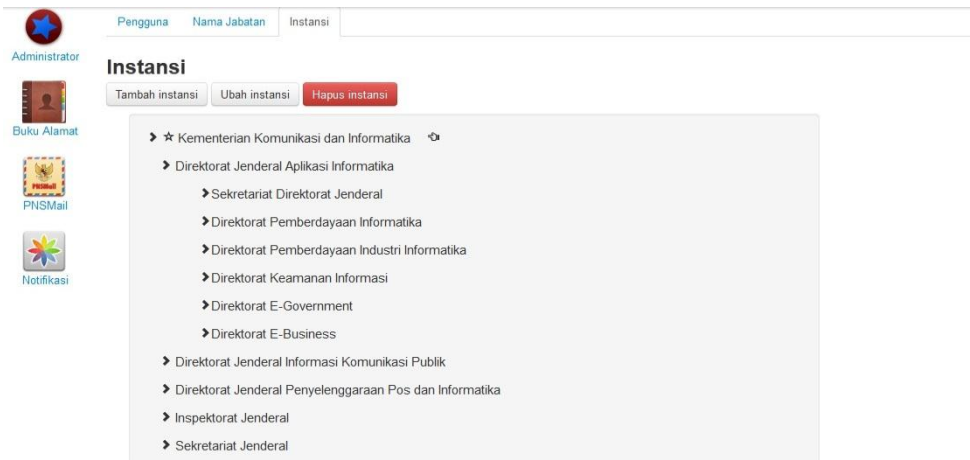 Pengguna Nama Jabatan Instansi
Administrator
Instansi
Tambah instansi Ubah instansi Hapus instansi
Buku Alamat
Kementerian Komunikasi dan Informatika
Direktorat Jenderal Aplikasi Informatika
Sekretariat Direktorat Jenderal
PNSMail
PNSMail
Direktorat Pemberdayaan Informatika
Direktorat Pemberdayaan Industri Informatika
Notifikasi
Direktorat Keamanan Informasi
Direktorat E-Government
Direktorat E-Business
Direktorat Jenderal Informasi Komunikasi Publik
Direktorat Jenderal Penyelenggaraan Pos dan Informatika
Inspektorat Jenderal
Sekretariat Jenderal